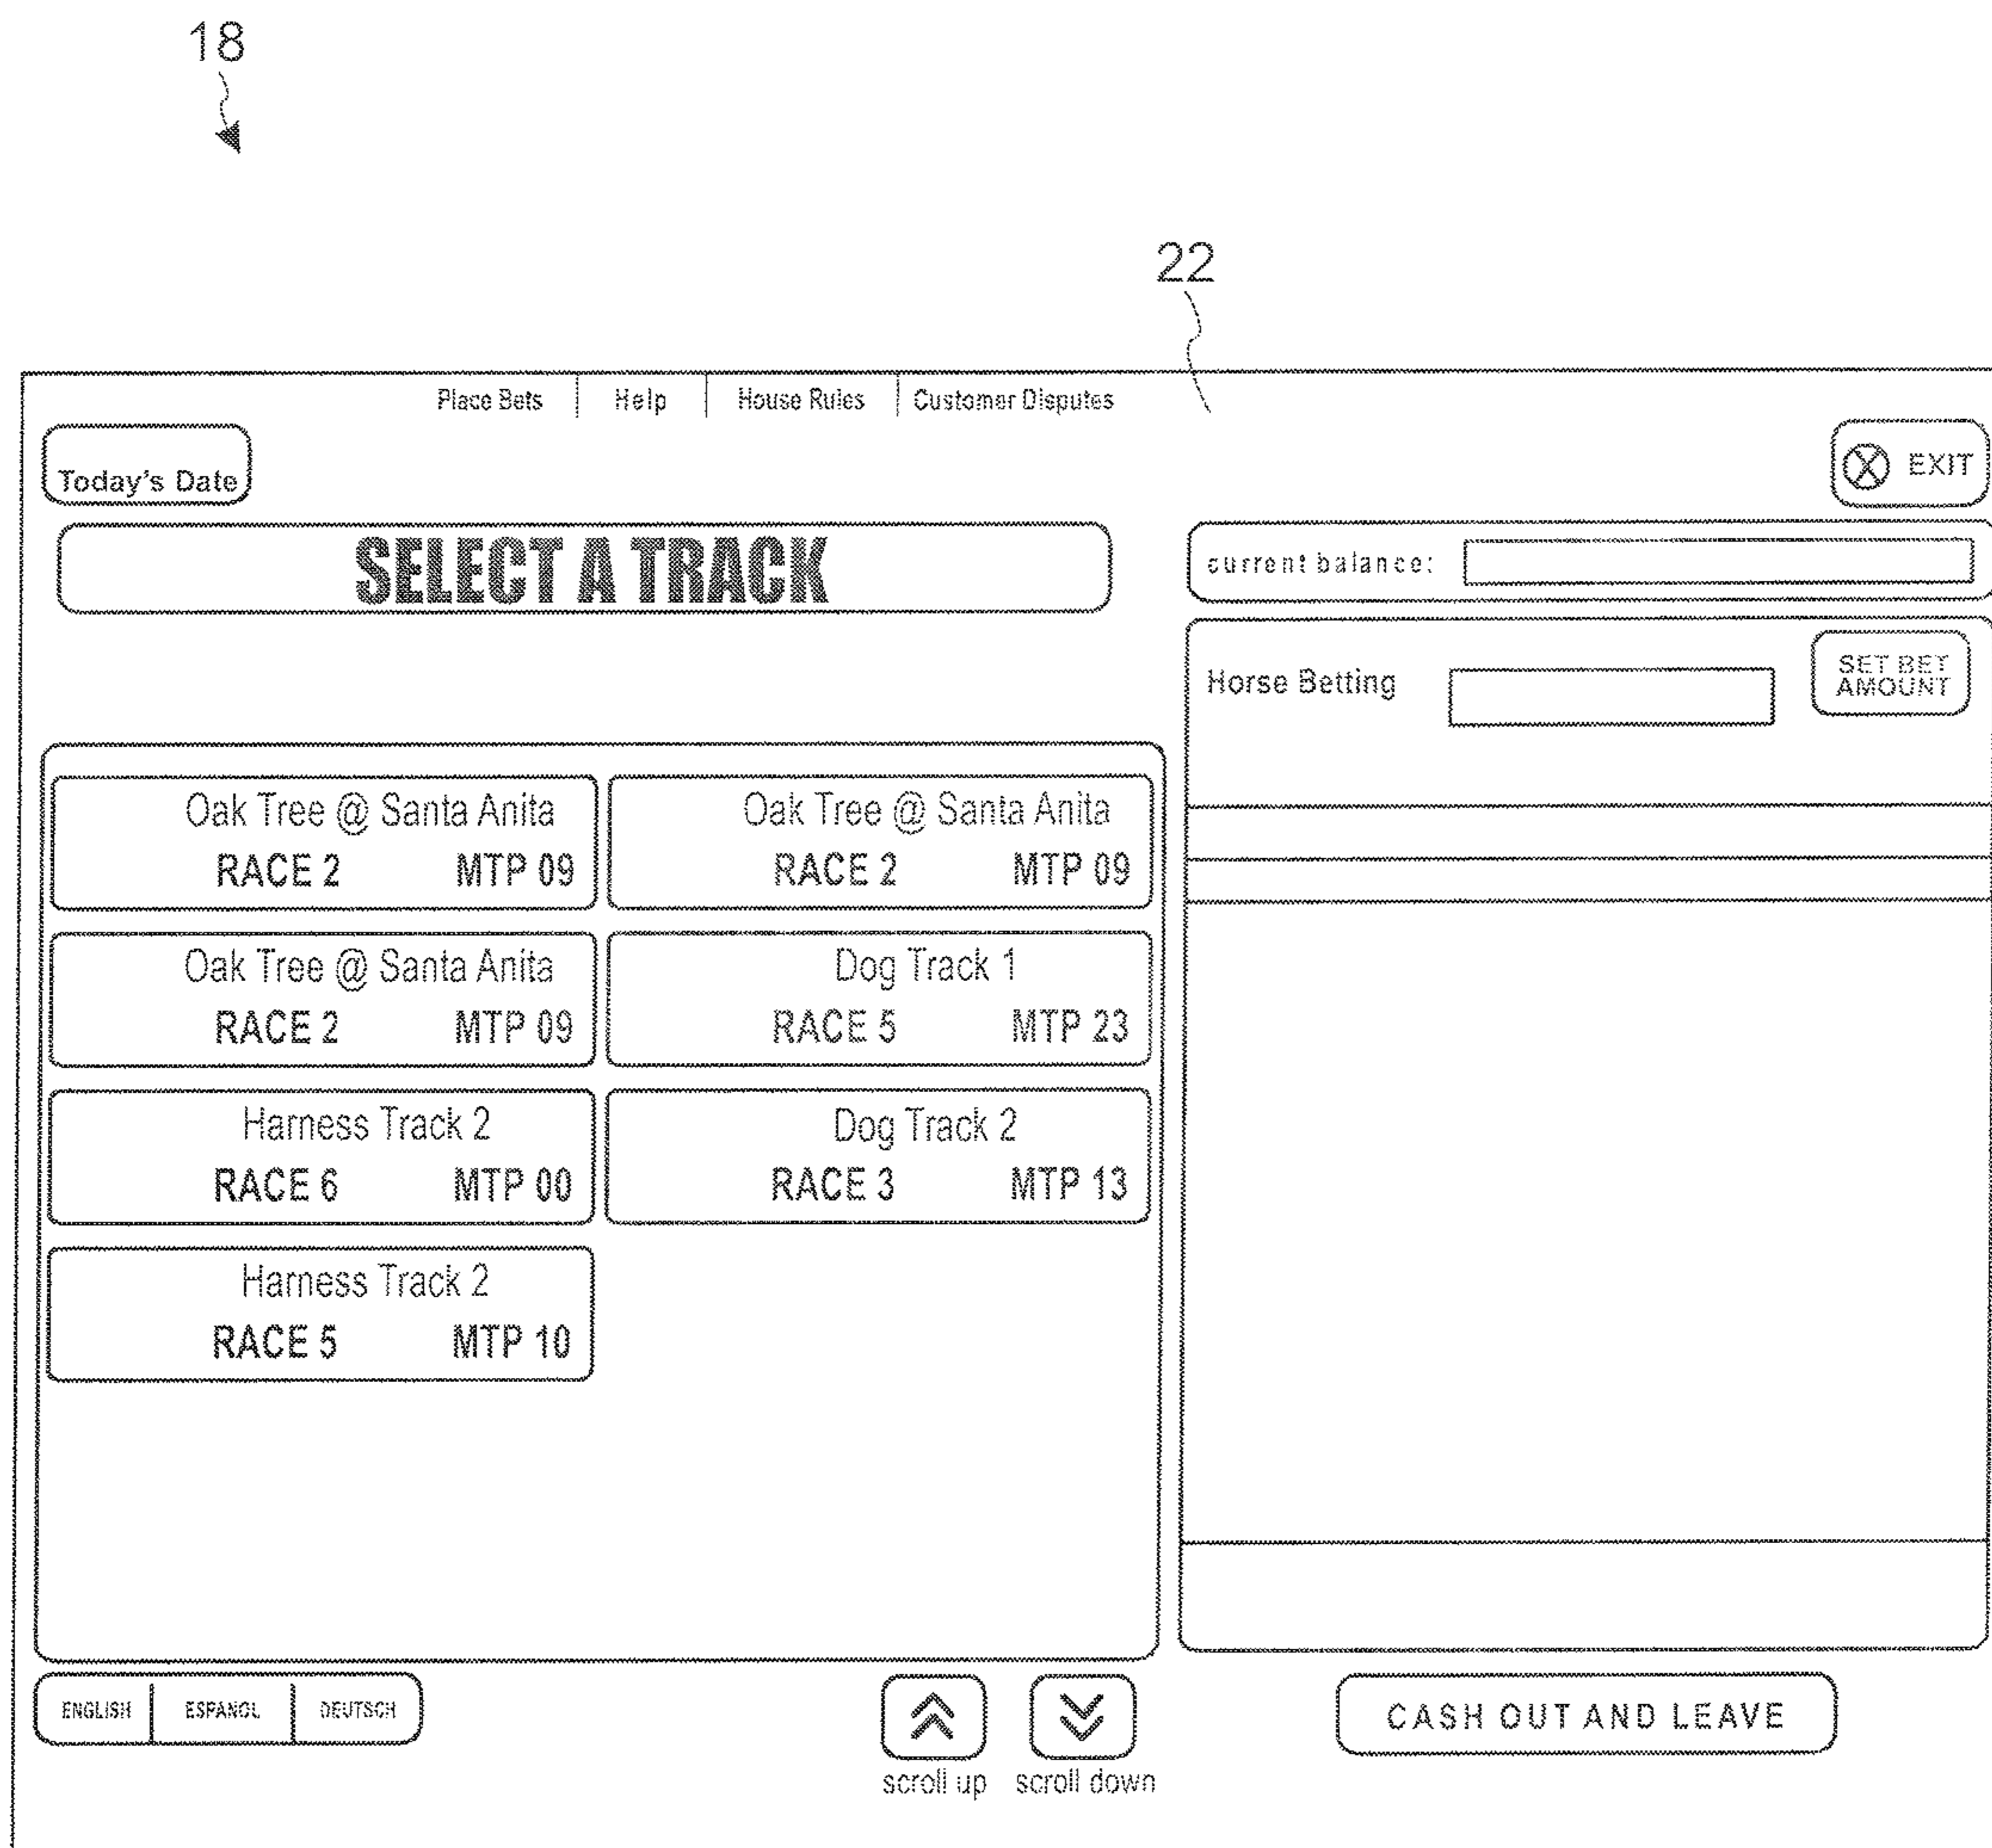 18
22
Place Bets Help House Rules Customer Disputes
Today's Date
EXIT
SELECT A TRACK
current balance:
Horse Betting
SET BET
AMOUNT
Oak Tree @ Santa Anita
RACE 2 MTP 09
Oak Tree @ Santa Anita
RACE 2 MTP 09
Oak Tree @ Santa Anita
RACE 2 MTP 09
Dog Track 1
RACE 5 MTP 23
Harness Track 2
RACE 6 MTP 00
Dog Track 2
RACE 3 MTP 13
Harness Track 2
RACE 5 MTP 10
ENGLISH ESPANOL DEUTSCH
scroll up scroll down
CASH OUT AND LEAVE